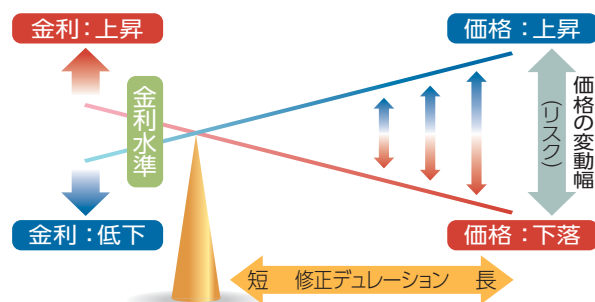 金利：上昇
価格：上昇
金利水準
価格の変動幅
（リスク）
金利：低下
価格：下落
短 修正デュレーション 長